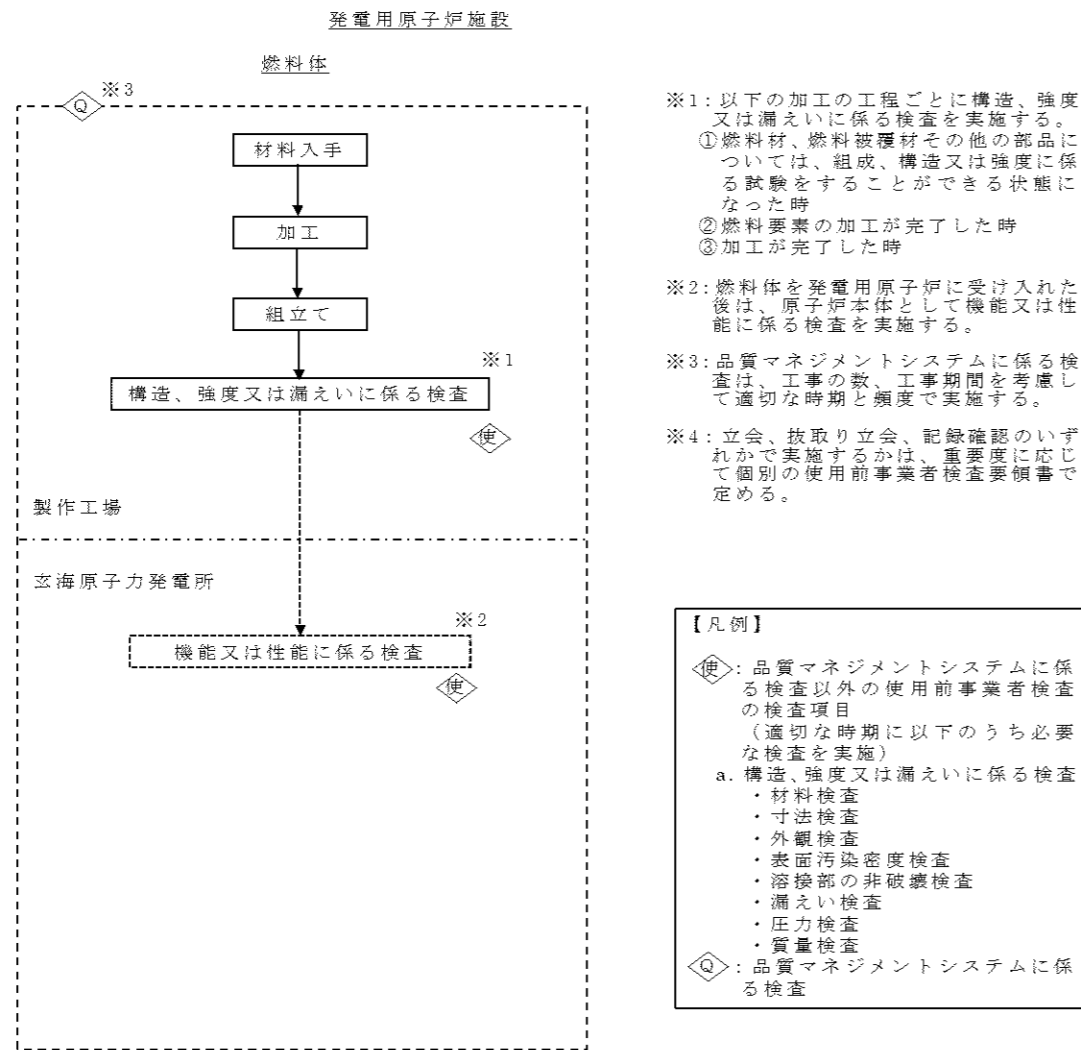 発電用原子炉施設
燃料体
Q
※3
材料入手
加工
組立て
※1
構造、強度又は漏えいに係る検査
使
製作工場
玄海原子力発電所
※2
機能又は性能に係る検査
使
※1:以下の加工の工程ごとに構造、強度
又は漏えいに係る検査を実施する。
①燃料材、燃料被覆材その他の部品に
ついては、組成、構造又は強度に係
る試験をすることができる状態に
なった時
②燃料要素の加工が完了した時
③加工が完了した時
※2:燃料体を発電用原子炉に受け入れた
後は、原子炉本体として機能又は性
能に係る検査を実施する。
※3:品質マネジメントシステムに係る検
査は、工事の数、工事期間を考慮し
て適切な時期と頻度で実施する。
※4:立会、抜取り立会、記録確認のいず
れかで実施するかは、重要度に応じ
て個別の使用前事業者検査要領書で
定める。
【凡例】
使:品質マネジメントシステムに係
る検査以外の使用前事業者検査
の検査項目
（適切な時期に以下のうち必要
な検査を実施）
a. 構造、強度又は漏えいに係る検査
・材料検査
・寸法検査
・外観検査
・表面汚染密度検査
・溶接部の非破壊検査
・漏えい検査
・圧力検査
・質量検査
Q:品質マネジメントシステムに係
る検査